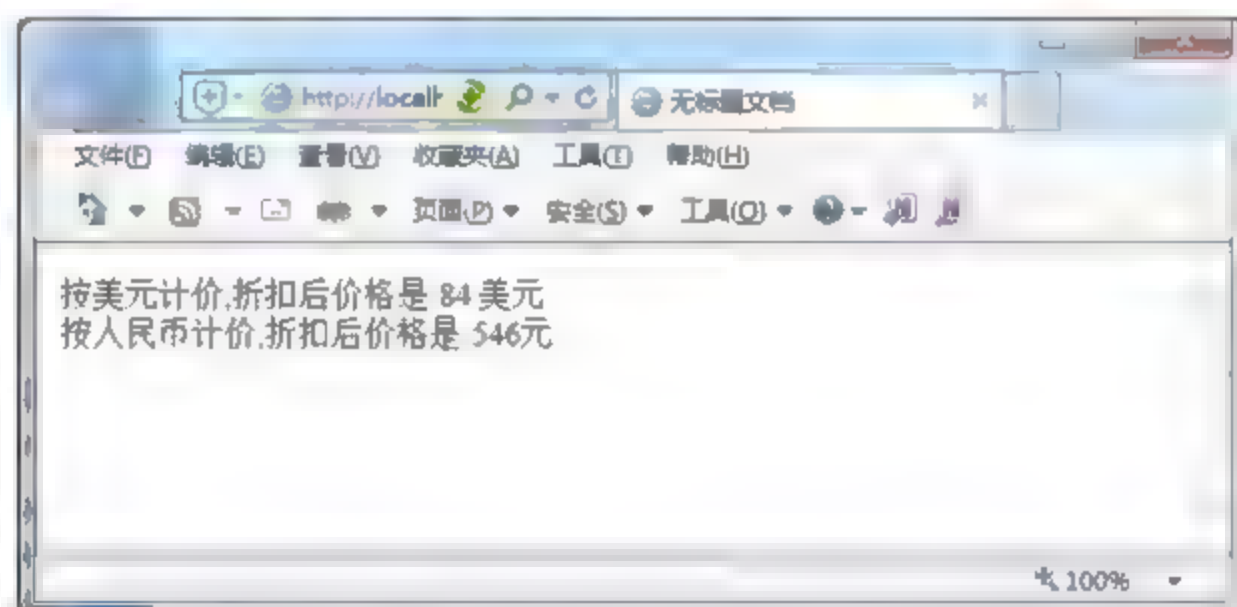 http://localh
无标题文档
文件(F) 编辑(E) 查看(V) 收藏夹(A) 工具(T) 帮助(H)
页面(P) 安全(S) 工具(O)
按美元计价,折扣后价格是 84 美元
按人民币计价,折扣后价格是 546元
100%